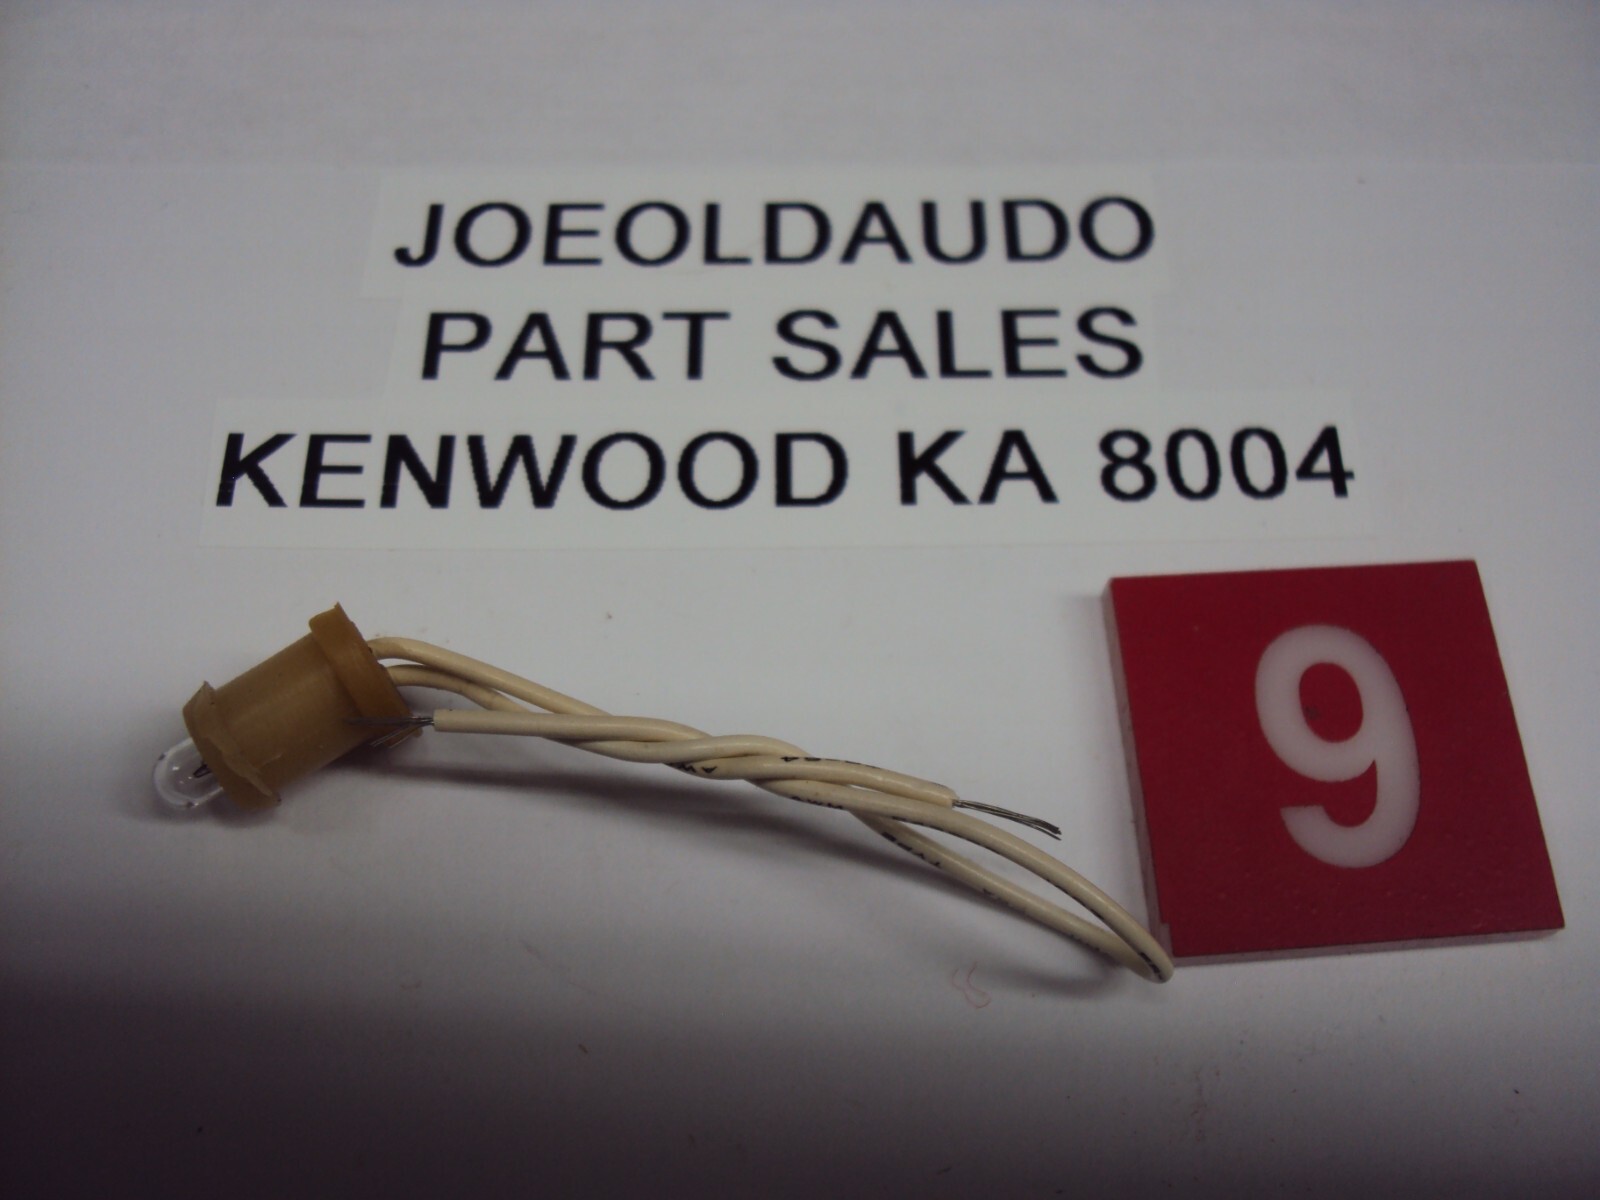 JOEOLDAUDO
PART SALES
KENWOOD KA 8004
9